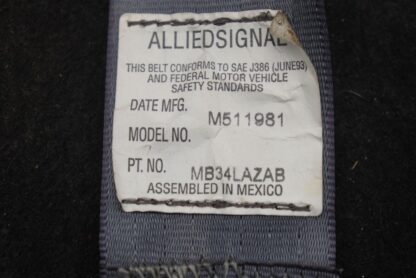 ALLIEDSIGNAL
THIS BELT CONFORMS TO SAE J386 (JUNE93)
AND FEDERAL MOTOR VEHICLE
SAFETY STANDARDS
DATE MFG.
M511981
MODEL NO.
PT. NO. MB34LAZAB
ASSEMBLED IN MEXICO